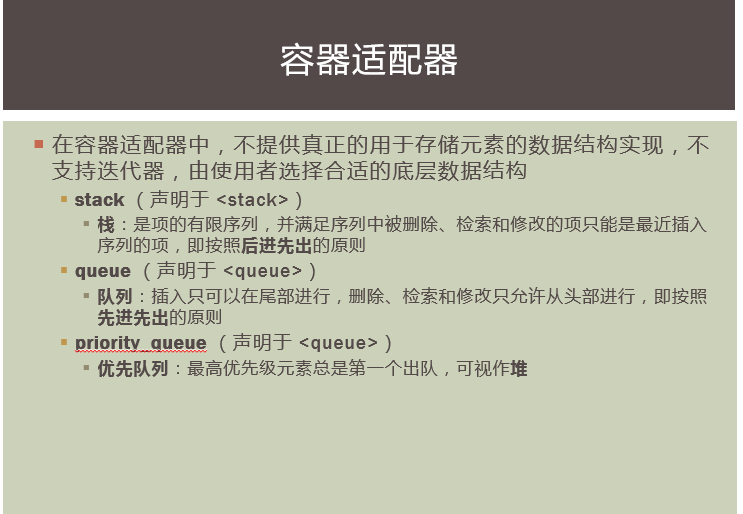 容器适配器
在容器适配器中，不提供真正的用于存储元素的数据结构实现，不
支持迭代器，由使用者选择合适的底层数据结构
stack （声明于 <stack>）
栈：是项的有限序列，并满足序列中被删除、检索和修改的项只能是最近插入
序列的项，即按照后进先出的原则
queue （声明于 <queue>）
队列：插入只可以在尾部进行，删除、检索和修改只允许从头部进行，即按照
先进先出的原则
priority_queue （声明于 <queue>）
优先队列：最高优先级元素总是第一个出队，可视作堆